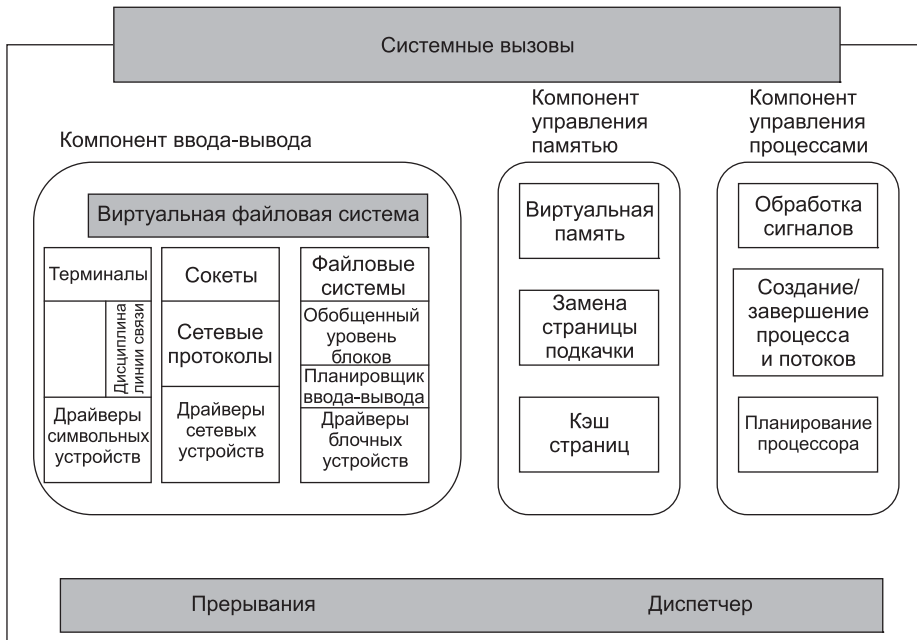 Системные вызовы
Компонент ввода-вывода
Виртуальная файловая система
Терминалы
Дисциплина
линии связи
Драйверы
символьных
устройств
Сокеты
Сетевые
протоколы
Драйверы
сетевых
устройств
Файловые
системы
Обобщенный
уровень
блоков
Планировщик
ввода-вывода
Драйверы
блочных
устройств
Компонент
управления
памятью
Виртуальная
память
Замена
страницы
подкачки
Кэш
страниц
Компонент
управления
процессами
Обработка
сигналов
Создание/
завершение
процесса
и потоков
Планирование
процессора
Прерывания
Диспетчер